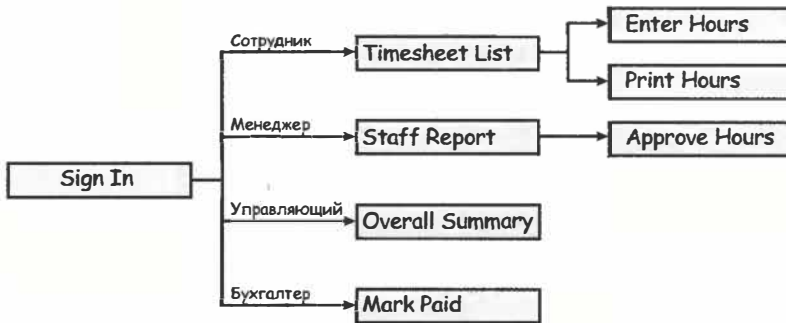 Сотрудник
Timesheet List
Enter Hours
Print Hours
Менеджер
Staff Report
Approve Hours
Sign In
Управляющий
Overall Summary
Бухгалтер
Mark Paid